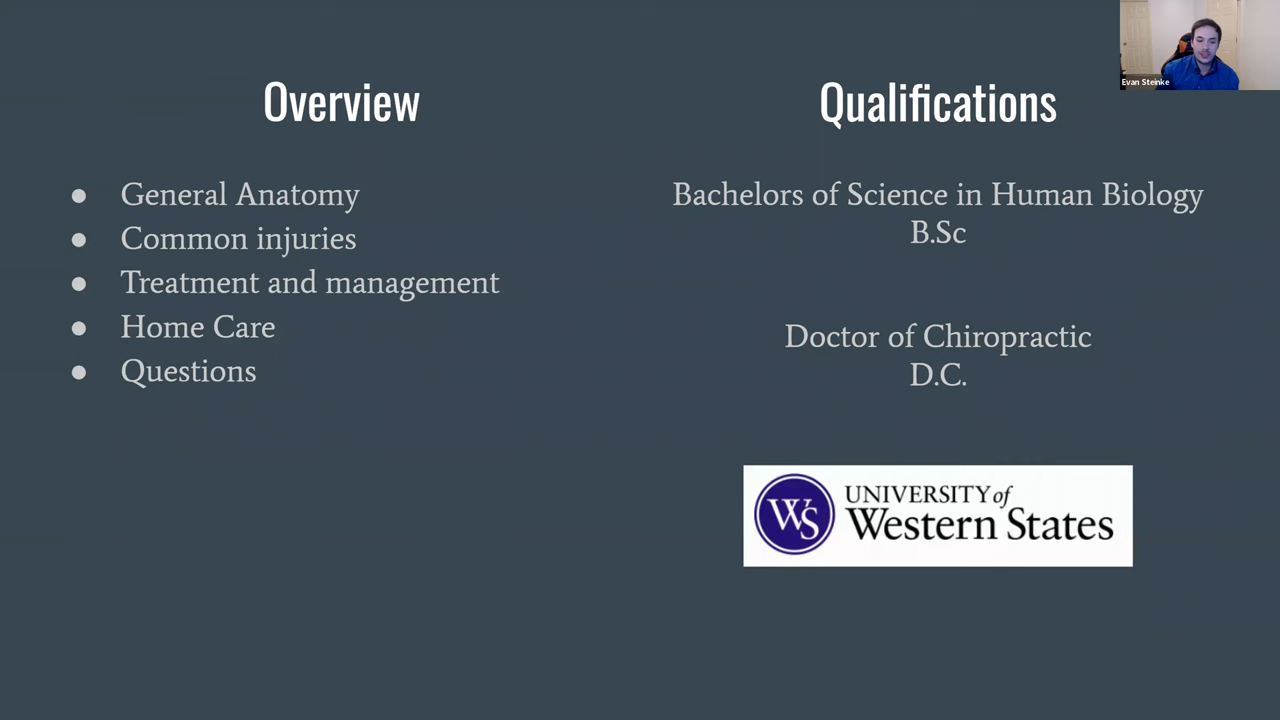 Overview
General Anatomy
Common injuries
Treatment and management
Home Care
Questions
Qualifications
Bachelors of Science in Human Biology
B.Sc
Doctor of Chiropractic
D.C.
WS
UNIVERSITY of
Western States
Evan Steinke